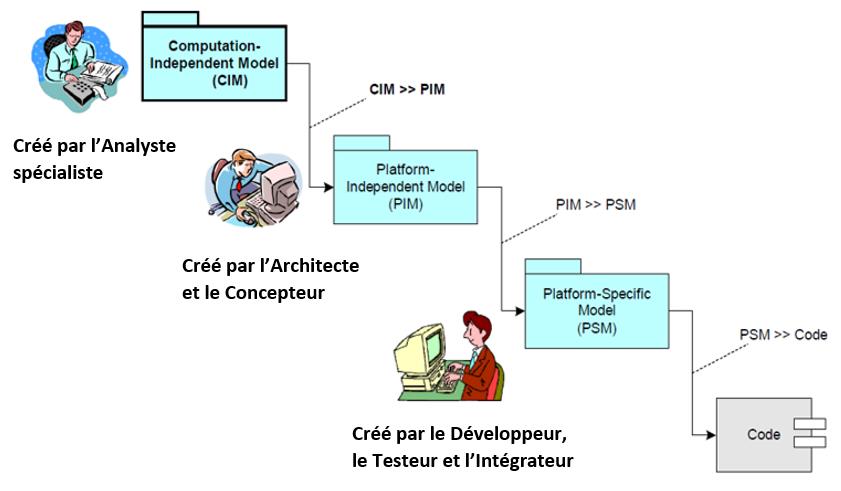 Computation-
Independent Model
(CIM)
CIM >> PIM
Créé par l’Analyste
spécialiste
Platform-
Independent Model
(PIM)
PIM >> PSM
Créé par l’Architecte
et le Concepteur
Platform-Specific
Model
(PSM)
PSM >> Code
Créé par le Développeur,
le Testeur et l’Intégrateur
Code